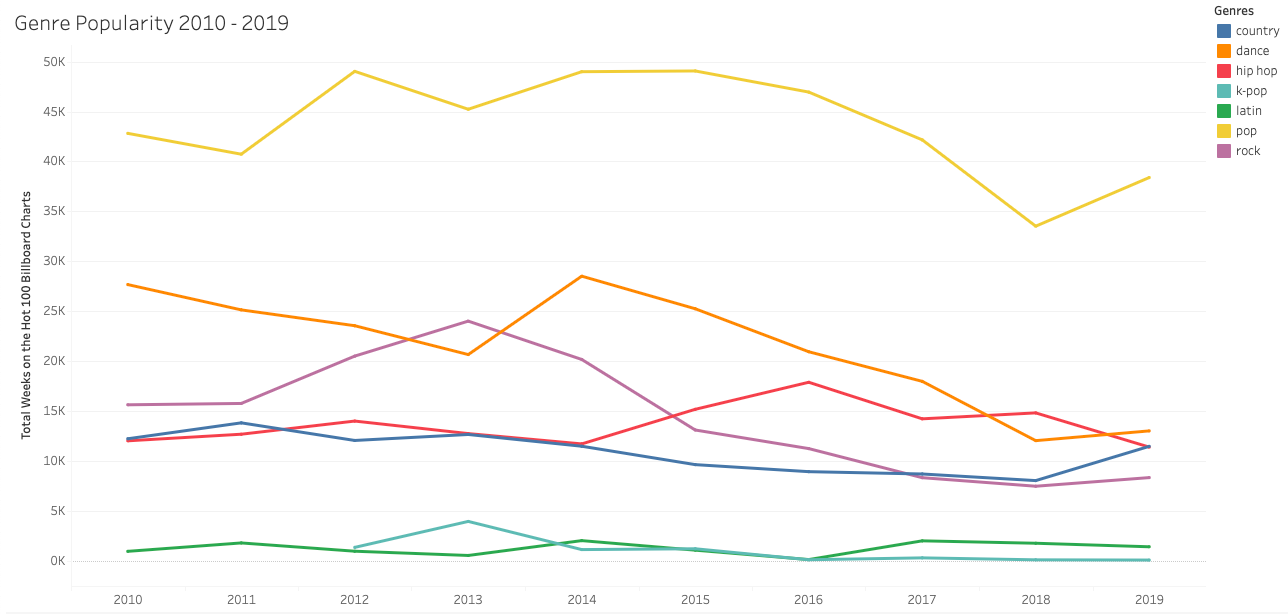 Genre Popularity 2010 - 2019
Genres
country
dance
hip hop
k-pop
latin
pop
rock
Total Weeks on the Hot 100 Billboard Charts
50K
45K
40K
35K
30K
25K
20K
15K
10K
5K
0K
2010 2011 2012 2013 2014 2015 2016 2017 2018 2019